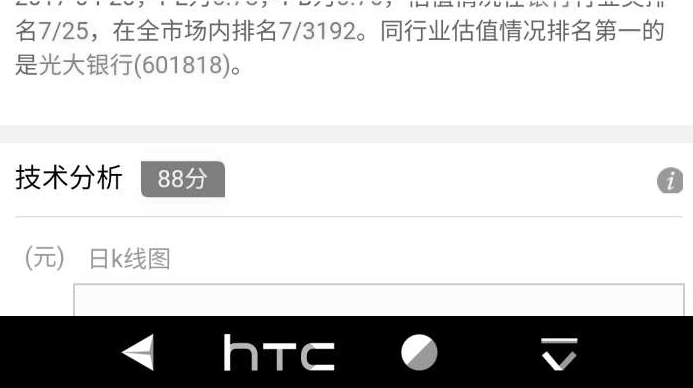 名7/25，在全市场内排名7/3192。同行业估值情况排名第一的
是光大银行(601818)。
技术分析 88分
(元) 日k线图
hTC